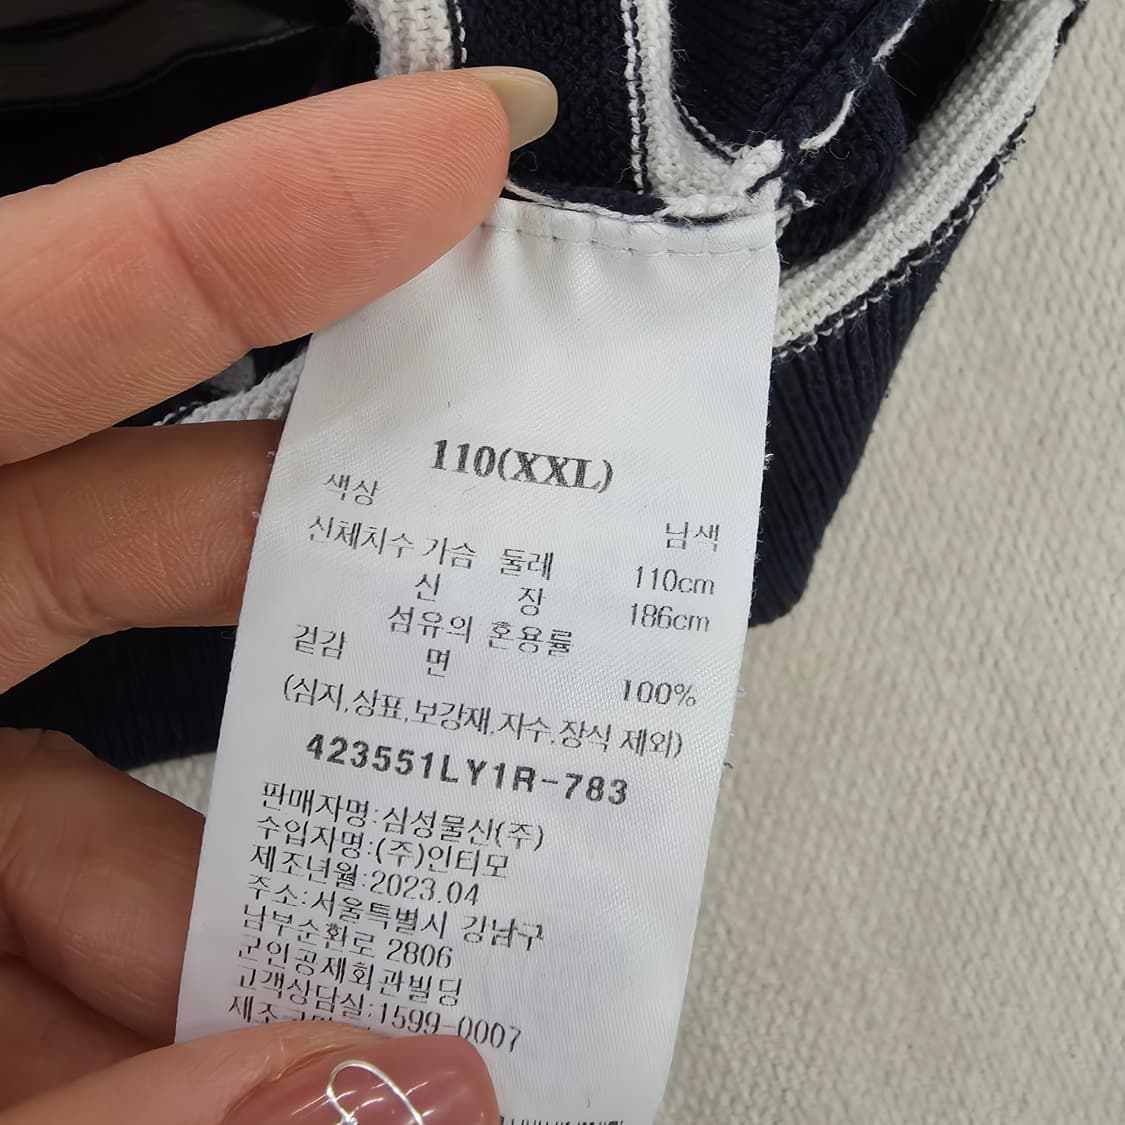 110(XXL)
색상 남색
신체치수 가슴 둘레 110cm
신 장 186cm
섬유의 혼용률
겉감 면 100%
(심지,상표,보강재,자수,장식 제외)
423551LY1R-783
판매자명:삼성물산(주)
수입자명:(주)인터모
제조년월:2023.04
주소:서울특별시 강남구
남부순환로 2806
군인공제회관빌딩
고객상담실:1599-0007